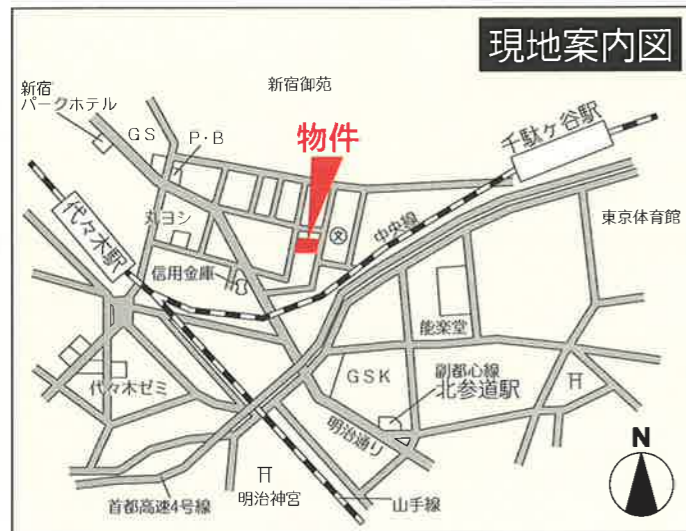 現地案内図
新宿御苑
新宿
パークホテル
GS
P・B
物件
千駄ヶ谷駅
代々木駅
丸ヨシ
文
中央線
東京体育館
信用金庫
能楽堂
代々木ゼミ
GSK
副都心線
北参道駅
明治通り
N
首都高速4号線
明治神宮
山手線